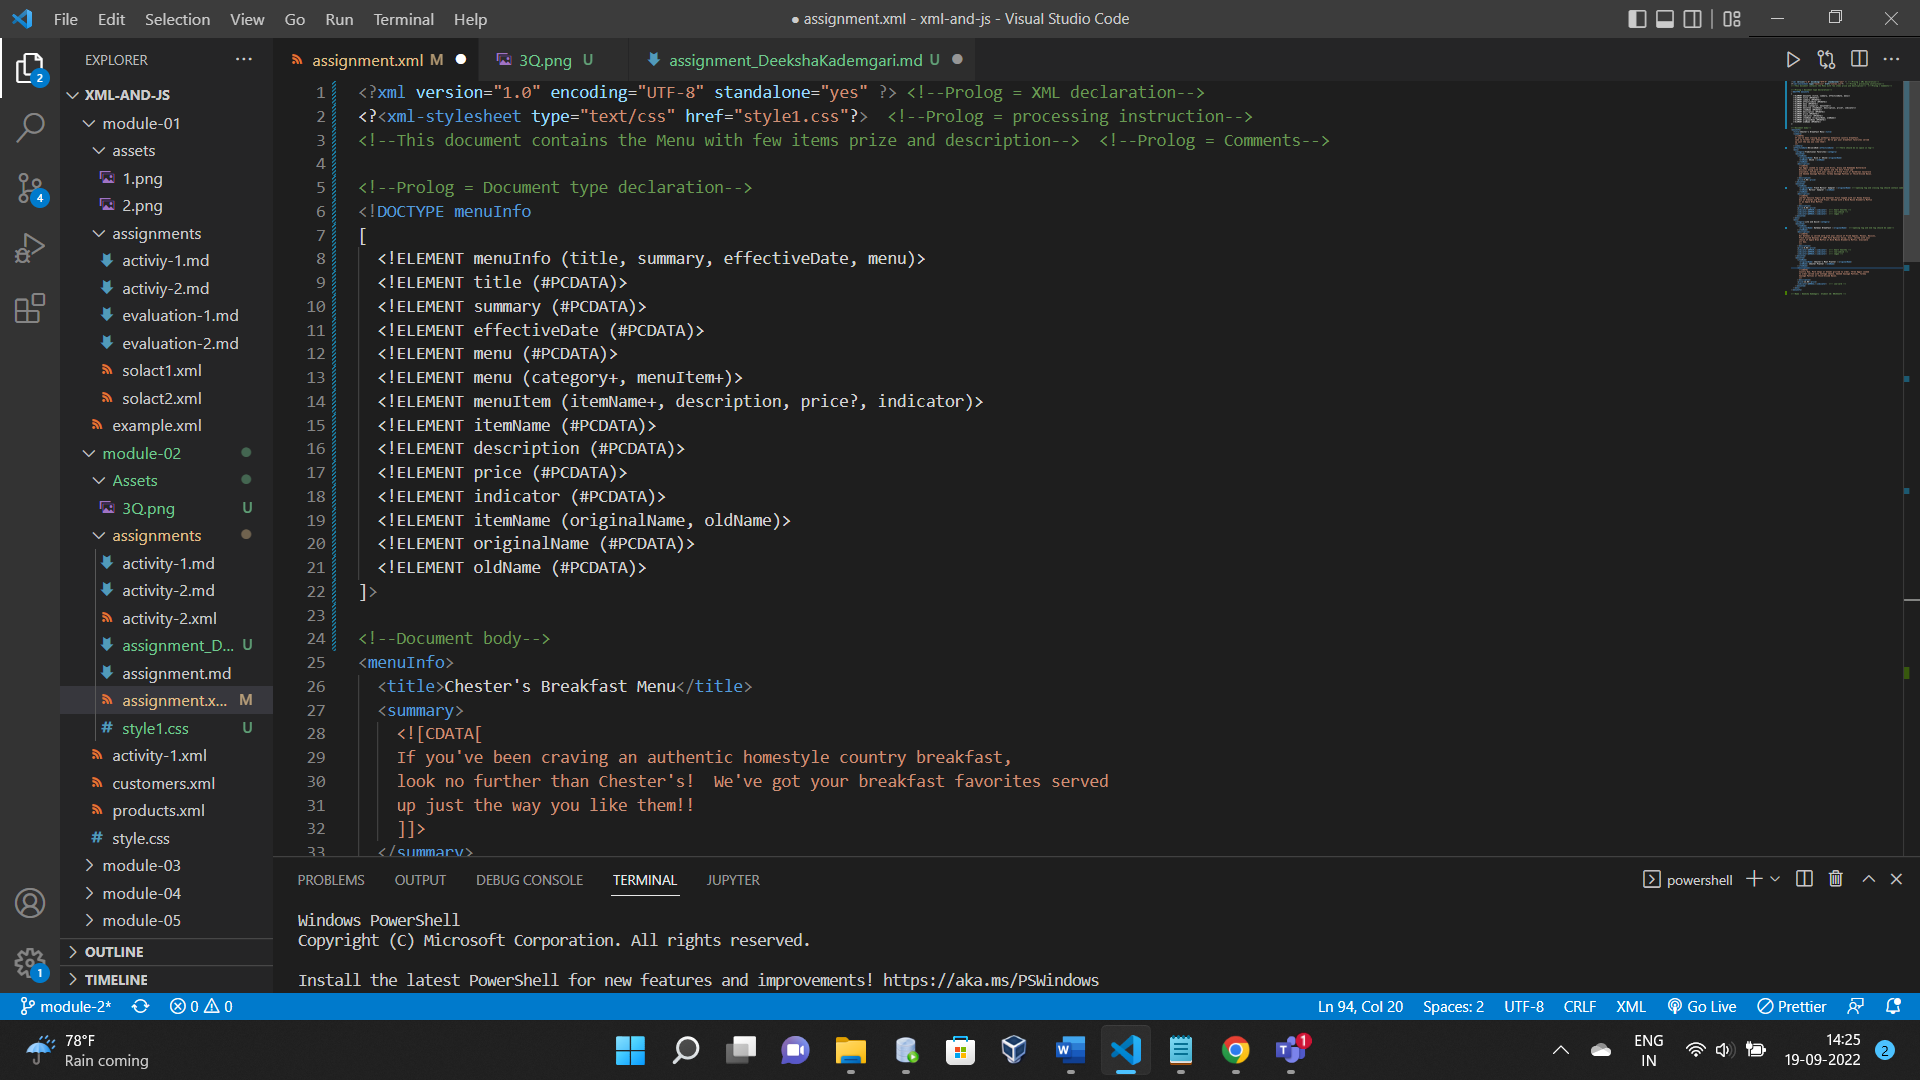 File Edit Selection View Go Run Terminal Help
● assignment.xml - xml-and-js - Visual Studio Code
EXPLORER
XML-AND-JS
module-01
assets
1.png
2.png
assignments
activiy-1.md
activiy-2.md
evaluation-1.md
evaluation-2.md
solact1.xml
solact2.xml
example.xml
module-02
Assets
3Q.png U
assignments
activity-1.md
activity-2.md
activity-2.xml
assignment_D... U
assignment.md
assignment.x... M
style1.css U
activity-1.xml
customers.xml
products.xml
style.css
module-03
module-04
module-05
OUTLINE
TIMELINE
2
4
1
assignment.xml M
3Q.png U
assignment_DeekshaKademgari.md U
1 <?xml version="1.0" encoding="UTF-8" standalone="yes" ?> <!--Prolog = XML declaration-->
2 <?<xml-stylesheet type="text/css" href="style1.css"?>  <!--Prolog = processing instruction-->
3 <!--This document contains the Menu with few items prize and description-->  <!--Prolog = Comments-->
4
5 <!--Prolog = Document type declaration-->
6 <!DOCTYPE menuInfo
7 [
8   <!ELEMENT menuInfo (title, summary, effectiveDate, menu)>
9   <!ELEMENT title (#PCDATA)>
10   <!ELEMENT summary (#PCDATA)>
11   <!ELEMENT effectiveDate (#PCDATA)>
12   <!ELEMENT menu (#PCDATA)>
13   <!ELEMENT menu (category+, menuItem+)>
14   <!ELEMENT menuItem (itemName+, description, price?, indicator)>
15   <!ELEMENT itemName (#PCDATA)>
16   <!ELEMENT description (#PCDATA)>
17   <!ELEMENT price (#PCDATA)>
18   <!ELEMENT indicator (#PCDATA)>
19   <!ELEMENT itemName (originalName, oldName)>
20   <!ELEMENT originalName (#PCDATA)>
21   <!ELEMENT oldName (#PCDATA)>
22 ]>
23
24 <!--Document body-->
25 <menuInfo>
26   <title>Chester's Breakfast Menu</title>
27   <summary>
28     <![CDATA[
29     If you've been craving an authentic homestyle country breakfast,
30     look no further than Chester's!  We've got your breakfast favorites served
31     up just the way you like them!!
32     ]]>
33   </summary>
PROBLEMS OUTPUT DEBUG CONSOLE TERMINAL JUPYTER
powershell
Windows PowerShell
Copyright (C) Microsoft Corporation. All rights reserved.
Install the latest PowerShell for new features and improvements! https://aka.ms/PSWindows
module-2* 0 0
Ln 94, Col 20 Spaces: 2 UTF-8 CRLF XML Go Live Prettier
78°F
Rain coming
1
ENG
IN
14:25
19-09-2022
2